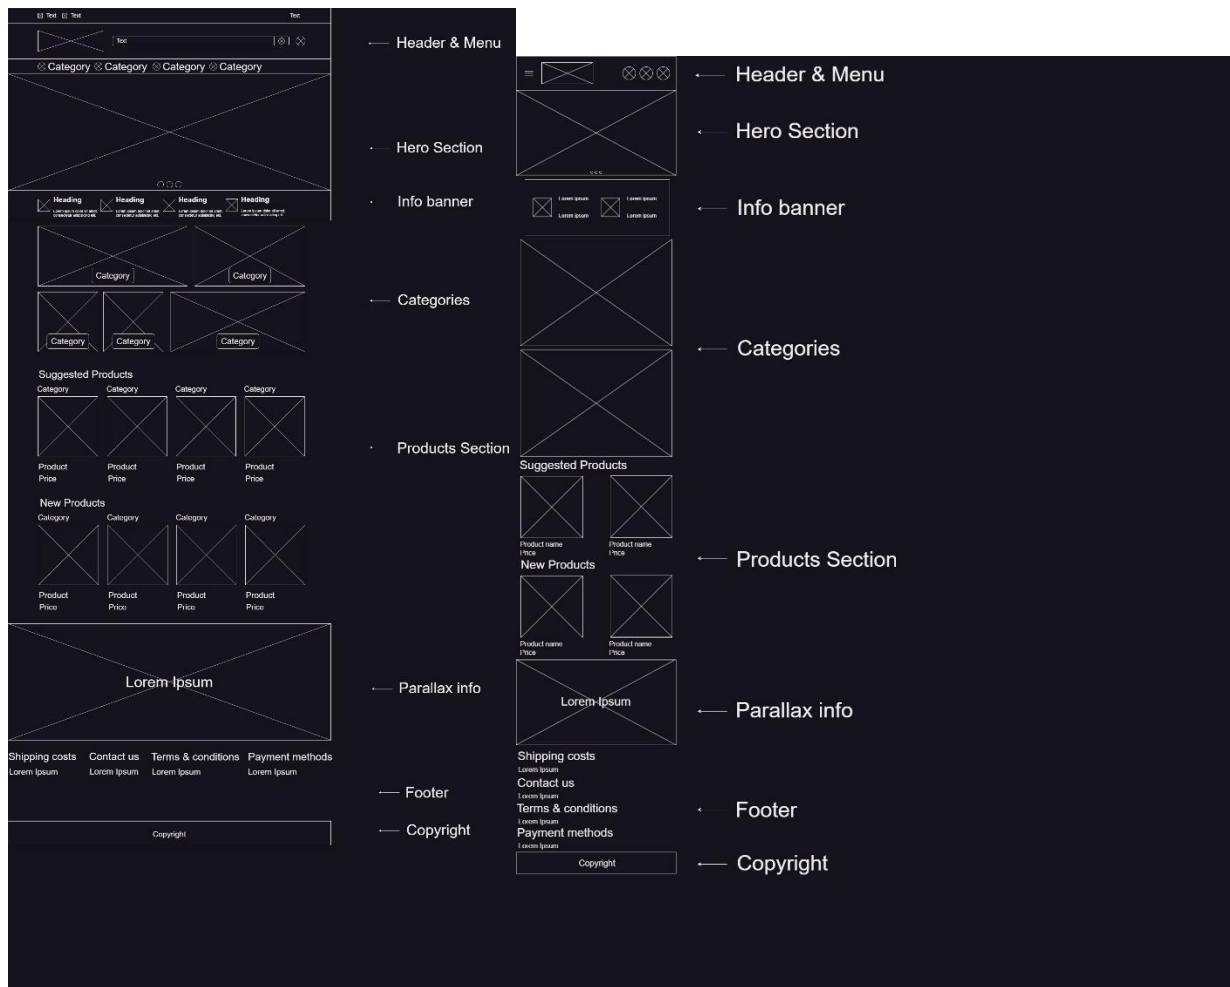 Text Text Text
Text
Header & Menu
Category Category Category Category
Hero Section
Heading Heading Heading Heading
Info banner
Category Category
Categories
Category Category Category
Suggested Products
Category Category Category Category
Products Section
Product Product Product Product
Price Price Price Price
New Products
Category Category Category Category
Product Product Product Product
Price Price Price Price
Lorem Ipsum
Parallax info
Shipping costs Contact us Terms & conditions Payment methods
Lorem Ipsum Lorem Ipsum Lorem Ipsum Lorem Ipsum
Footer
Copyright
Copyright
Header & Menu
Hero Section
Lorem ipsum Lorem ipsum
Lorem ipsum Lorem ipsum
Info banner
Categories
Suggested Products
Product name Product name
Price Price
Products Section
New Products
Product name Product name
Price Price
Lorem-Ipsum
Parallax info
Shipping costs
Lorem Ipsum
Contact us
Lorem Ipsum
Terms & conditions
Lorem Ipsum
Payment methods
Lorem Ipsum
Footer
Copyright
Copyright